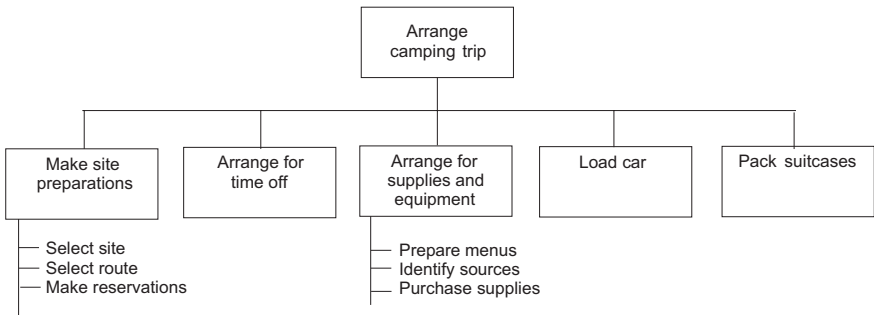 Arrange
camping trip
Make site
preparations
Arrange for
time off
Arrange for
supplies and
equipment
Load car
Pack suitcases
Select site
Select route
Make reservations
Prepare menus
Identify sources
Purchase supplies